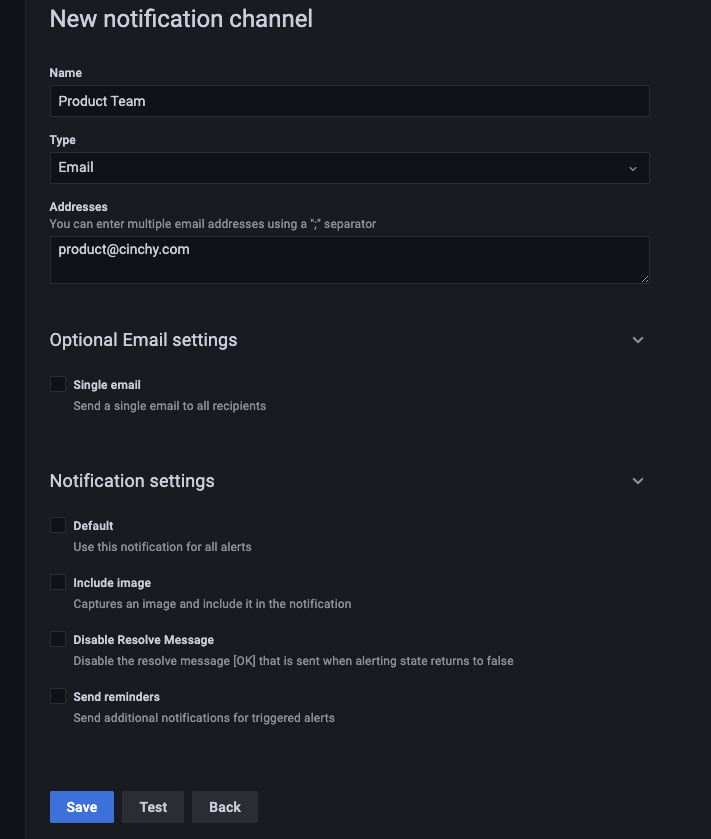 New notification channel
Name
Product Team
Type
Email
Addresses
You can enter multiple email addresses using a ";" separator
product@cinchy.com
Optional Email settings
Single email
Send a single email to all recipients
Notification settings
Default
Use this notification for all alerts
Include image
Captures an image and include it in the notification
Disable Resolve Message
Disable the resolve message [OK] that is sent when alerting state returns to false
Send reminders
Send additional notifications for triggered alerts
Save Test Back